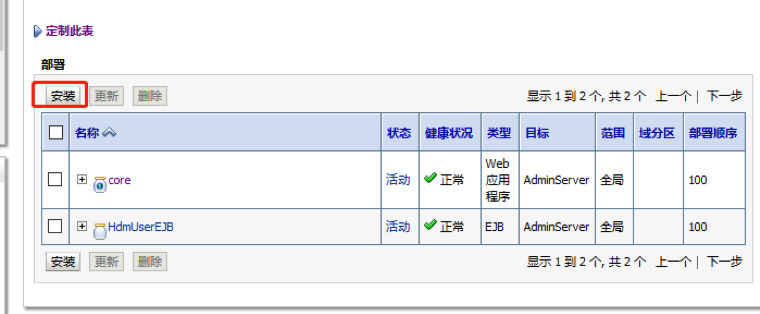 定制此表
部署
安装 更新 删除 显示 1 到 2 个, 共 2 个 上一个 | 下一步
名称 状态 健康状况 类型 目标 范围 域分区 部署顺序
core 活动 正常 Web 应用程序 AdminServer 全局 100
HdmUserEJB 活动 正常 EJB AdminServer 全局 100
安装 更新 删除 显示 1 到 2 个, 共 2 个 上一个 | 下一步